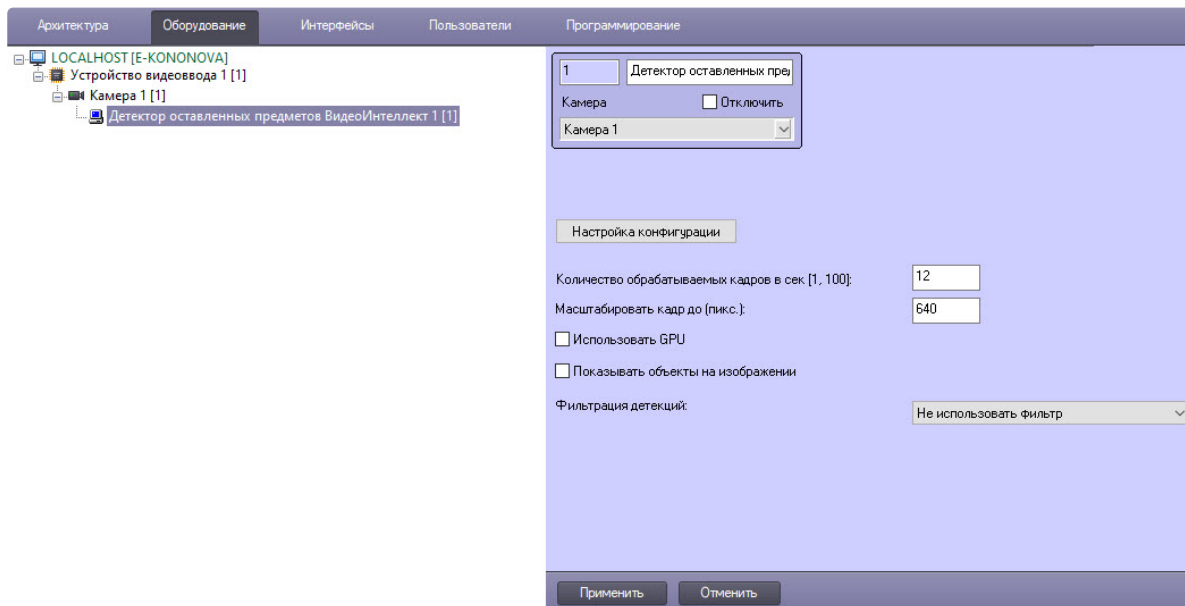 Архитектура Оборудование Интерфейсы Пользователи Программирование
LOCALHOST [E-KONONOVA]
Устройство видеоввода 1 [1]
Камера 1 [1]
Детектор оставленных предметов ВидеоИнтеллект 1 [1]
1 Детектор оставленных пред
Камера Отключить
Камера 1
Настройка конфигурации
Количество обрабатываемых кадров в сек [1, 100]: 12
Масштабировать кадр до (пикс.): 640
Использовать GPU
Показывать объекты на изображении
Фильтрация детекций: Не использовать фильтр
Применить Отменить